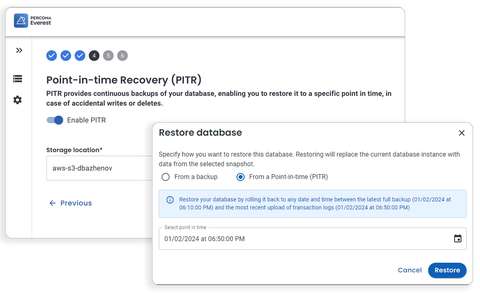 PERCONA
Everest
4
5
6
Point-in-time Recovery (PITR)
PITR provides continuous backups of your database, enabling you to restore it to a specific point in time, in
case of accidental writes or deletes.
Enable PITR
Storage location*
aws-s3-dbazhenov
Previous
Restore database
Specify how you want to restore this database. Restoring will replace the current database instance with
data from the selected snapshot.
From a backup
From a Point-in-time (PITR)
Restore your database by rolling it back to any date and time between the latest full backup (01/02/2024 at
06:10:00 PM) and the most recent upload of transaction logs (01/02/2024 at 06:50:00 PM)
Select point in time
01/02/2024 at 06:50:00 PM
Cancel
Restore